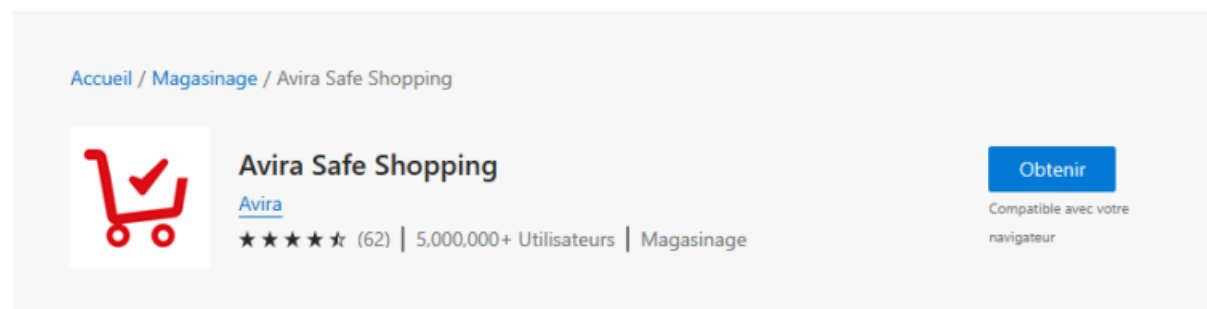 Accueil / Magasinage / Avira Safe Shopping
Avira Safe Shopping
Obtenir
Avira
Compatible avec votre
navigateur
(62) | 5,000,000+ Utilisateurs | Magasinage